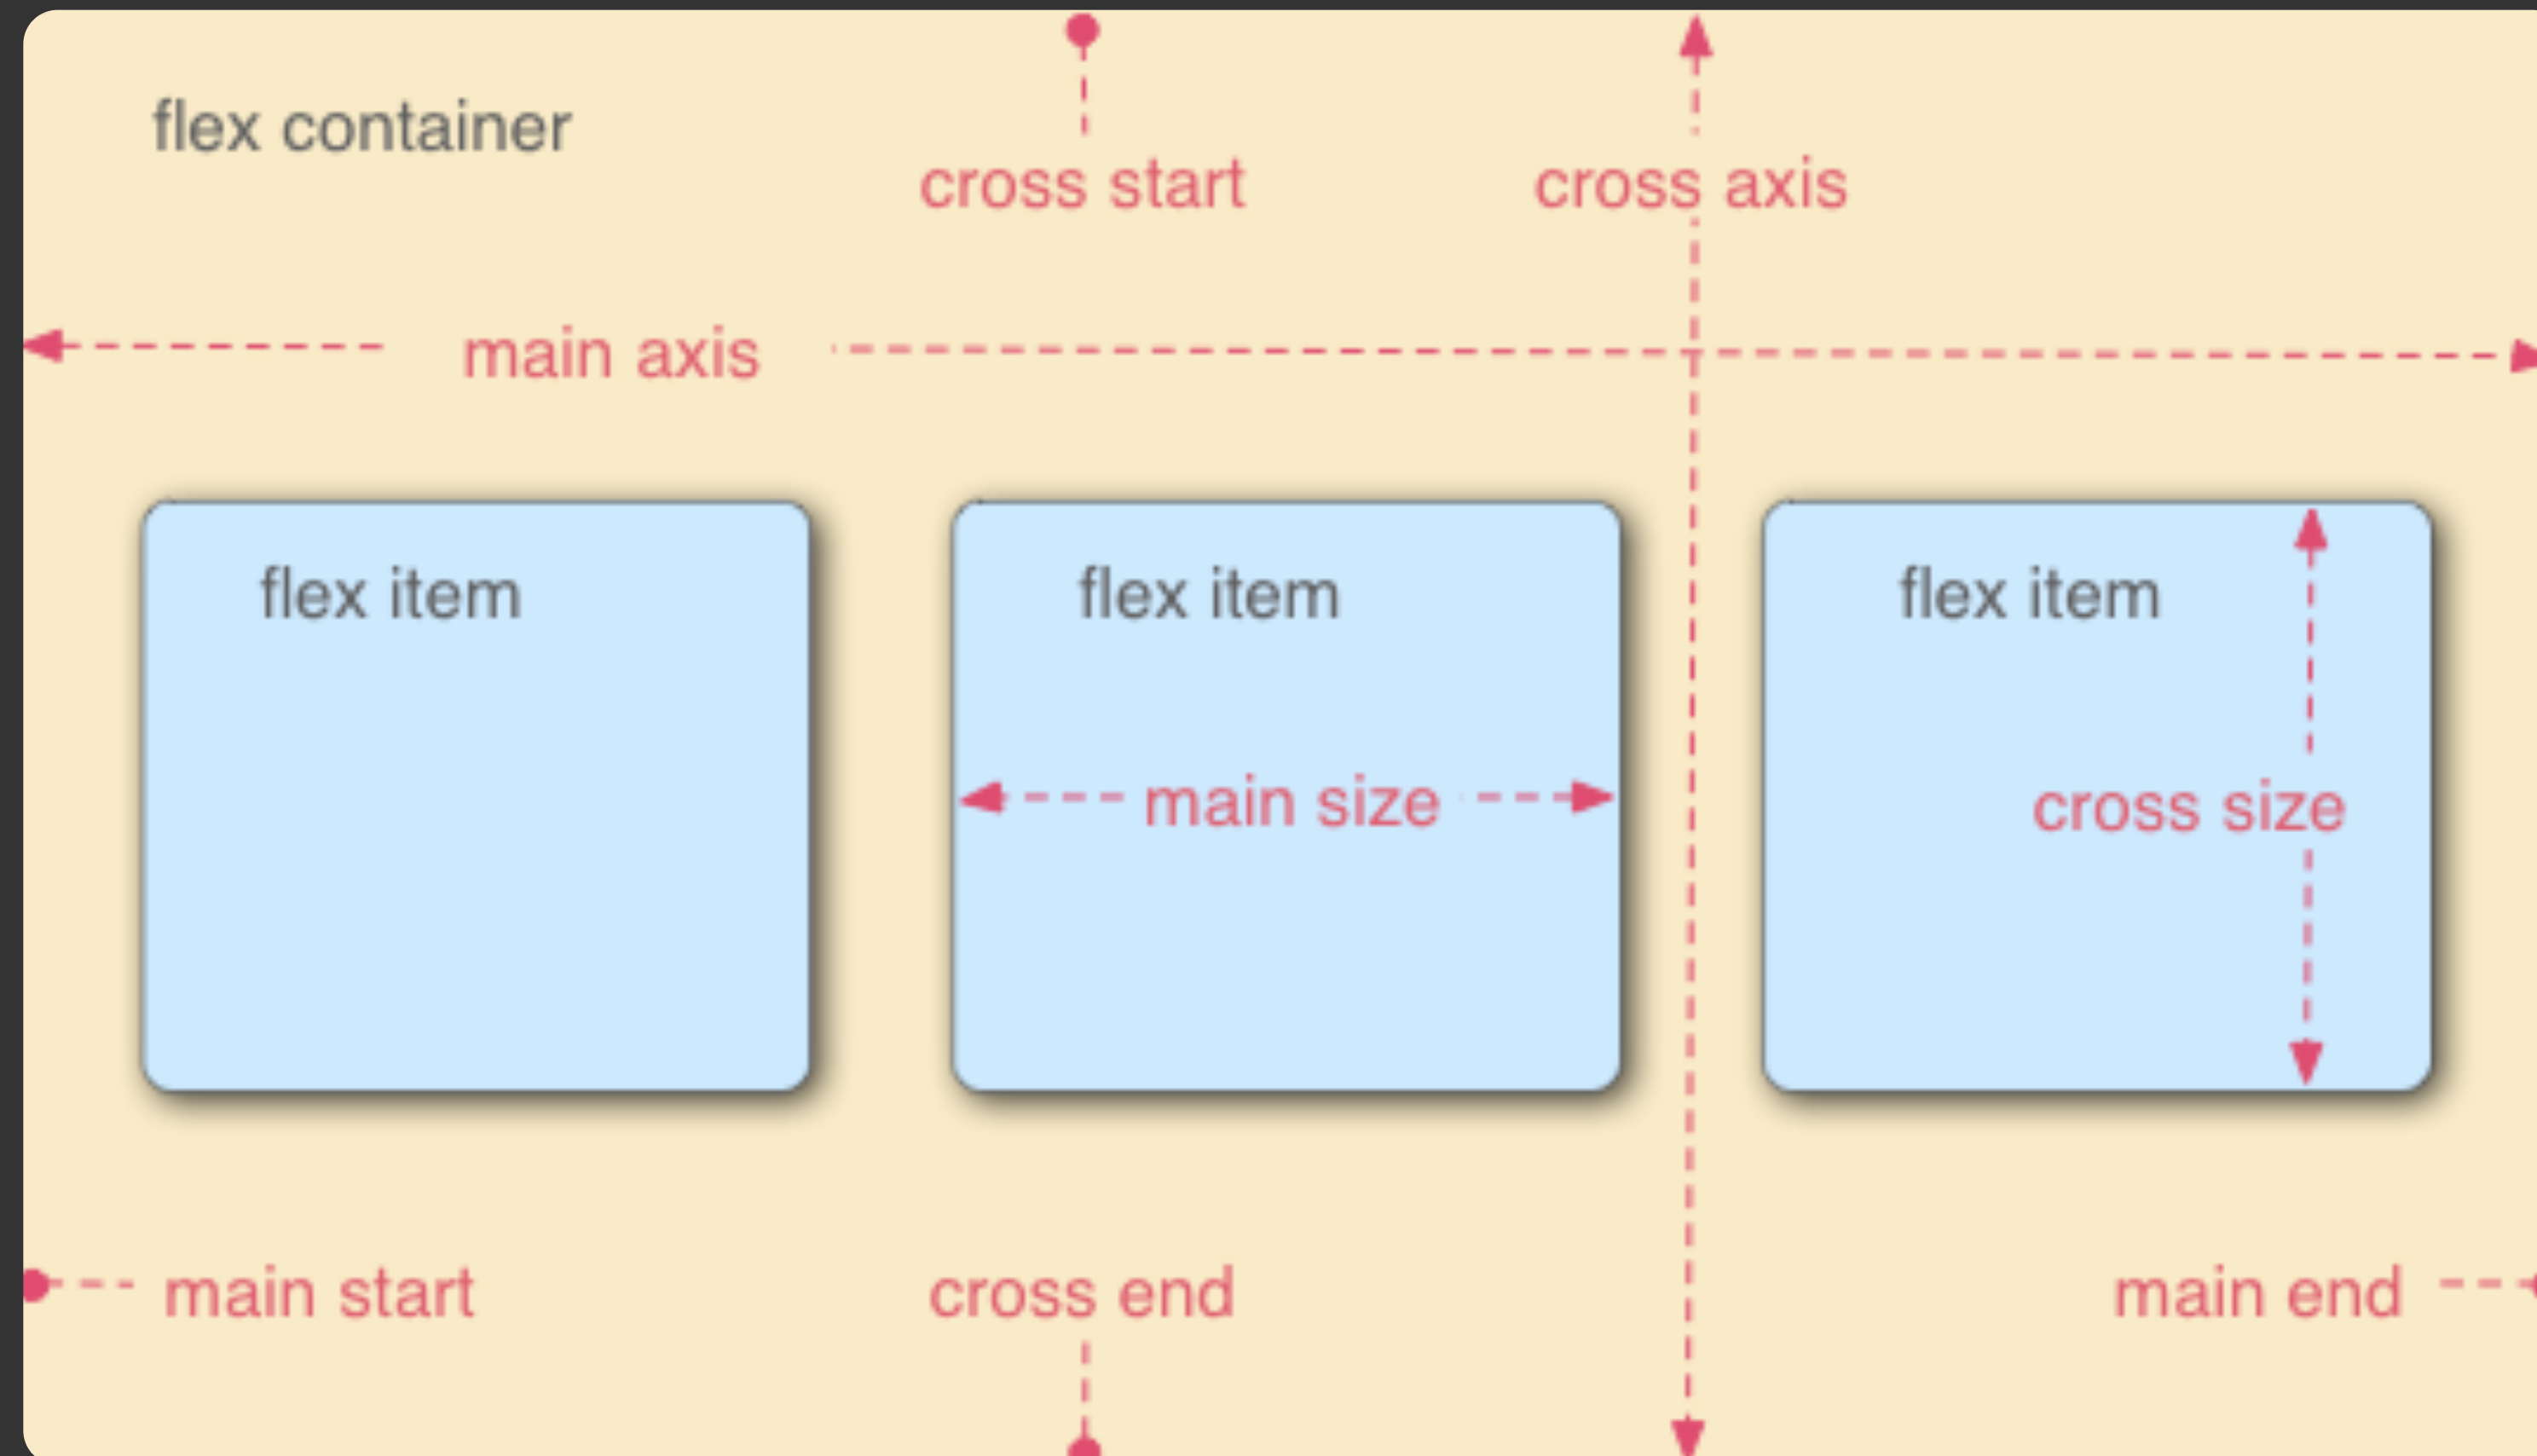 flex container
cross start
cross axis
main axis
flex item
flex item
flex item
main size
cross size
main start
cross end
main end